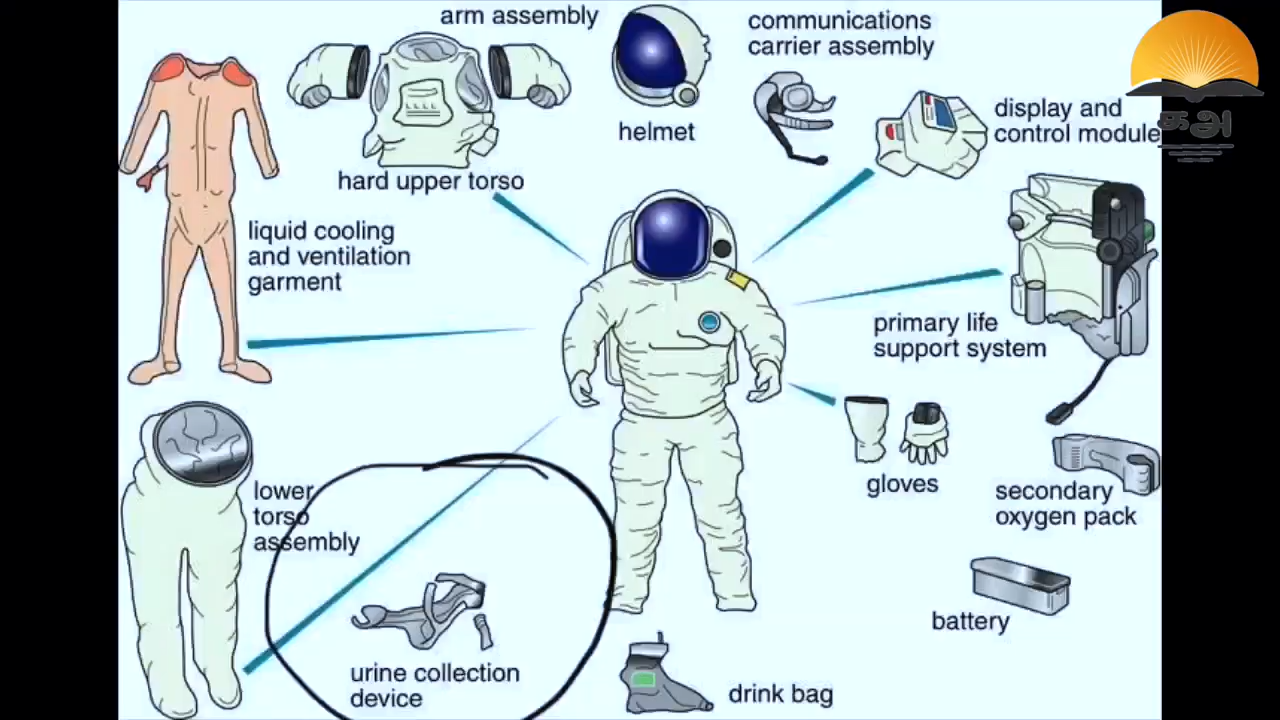 arm assembly
communications
carrier assembly
helmet
display and
control module
கஅ
hard upper torso
liquid cooling
and ventilation
garment
primary life
support system
gloves
secondary
oxygen pack
lower
torso
assembly
battery
urine collection
device
drink bag